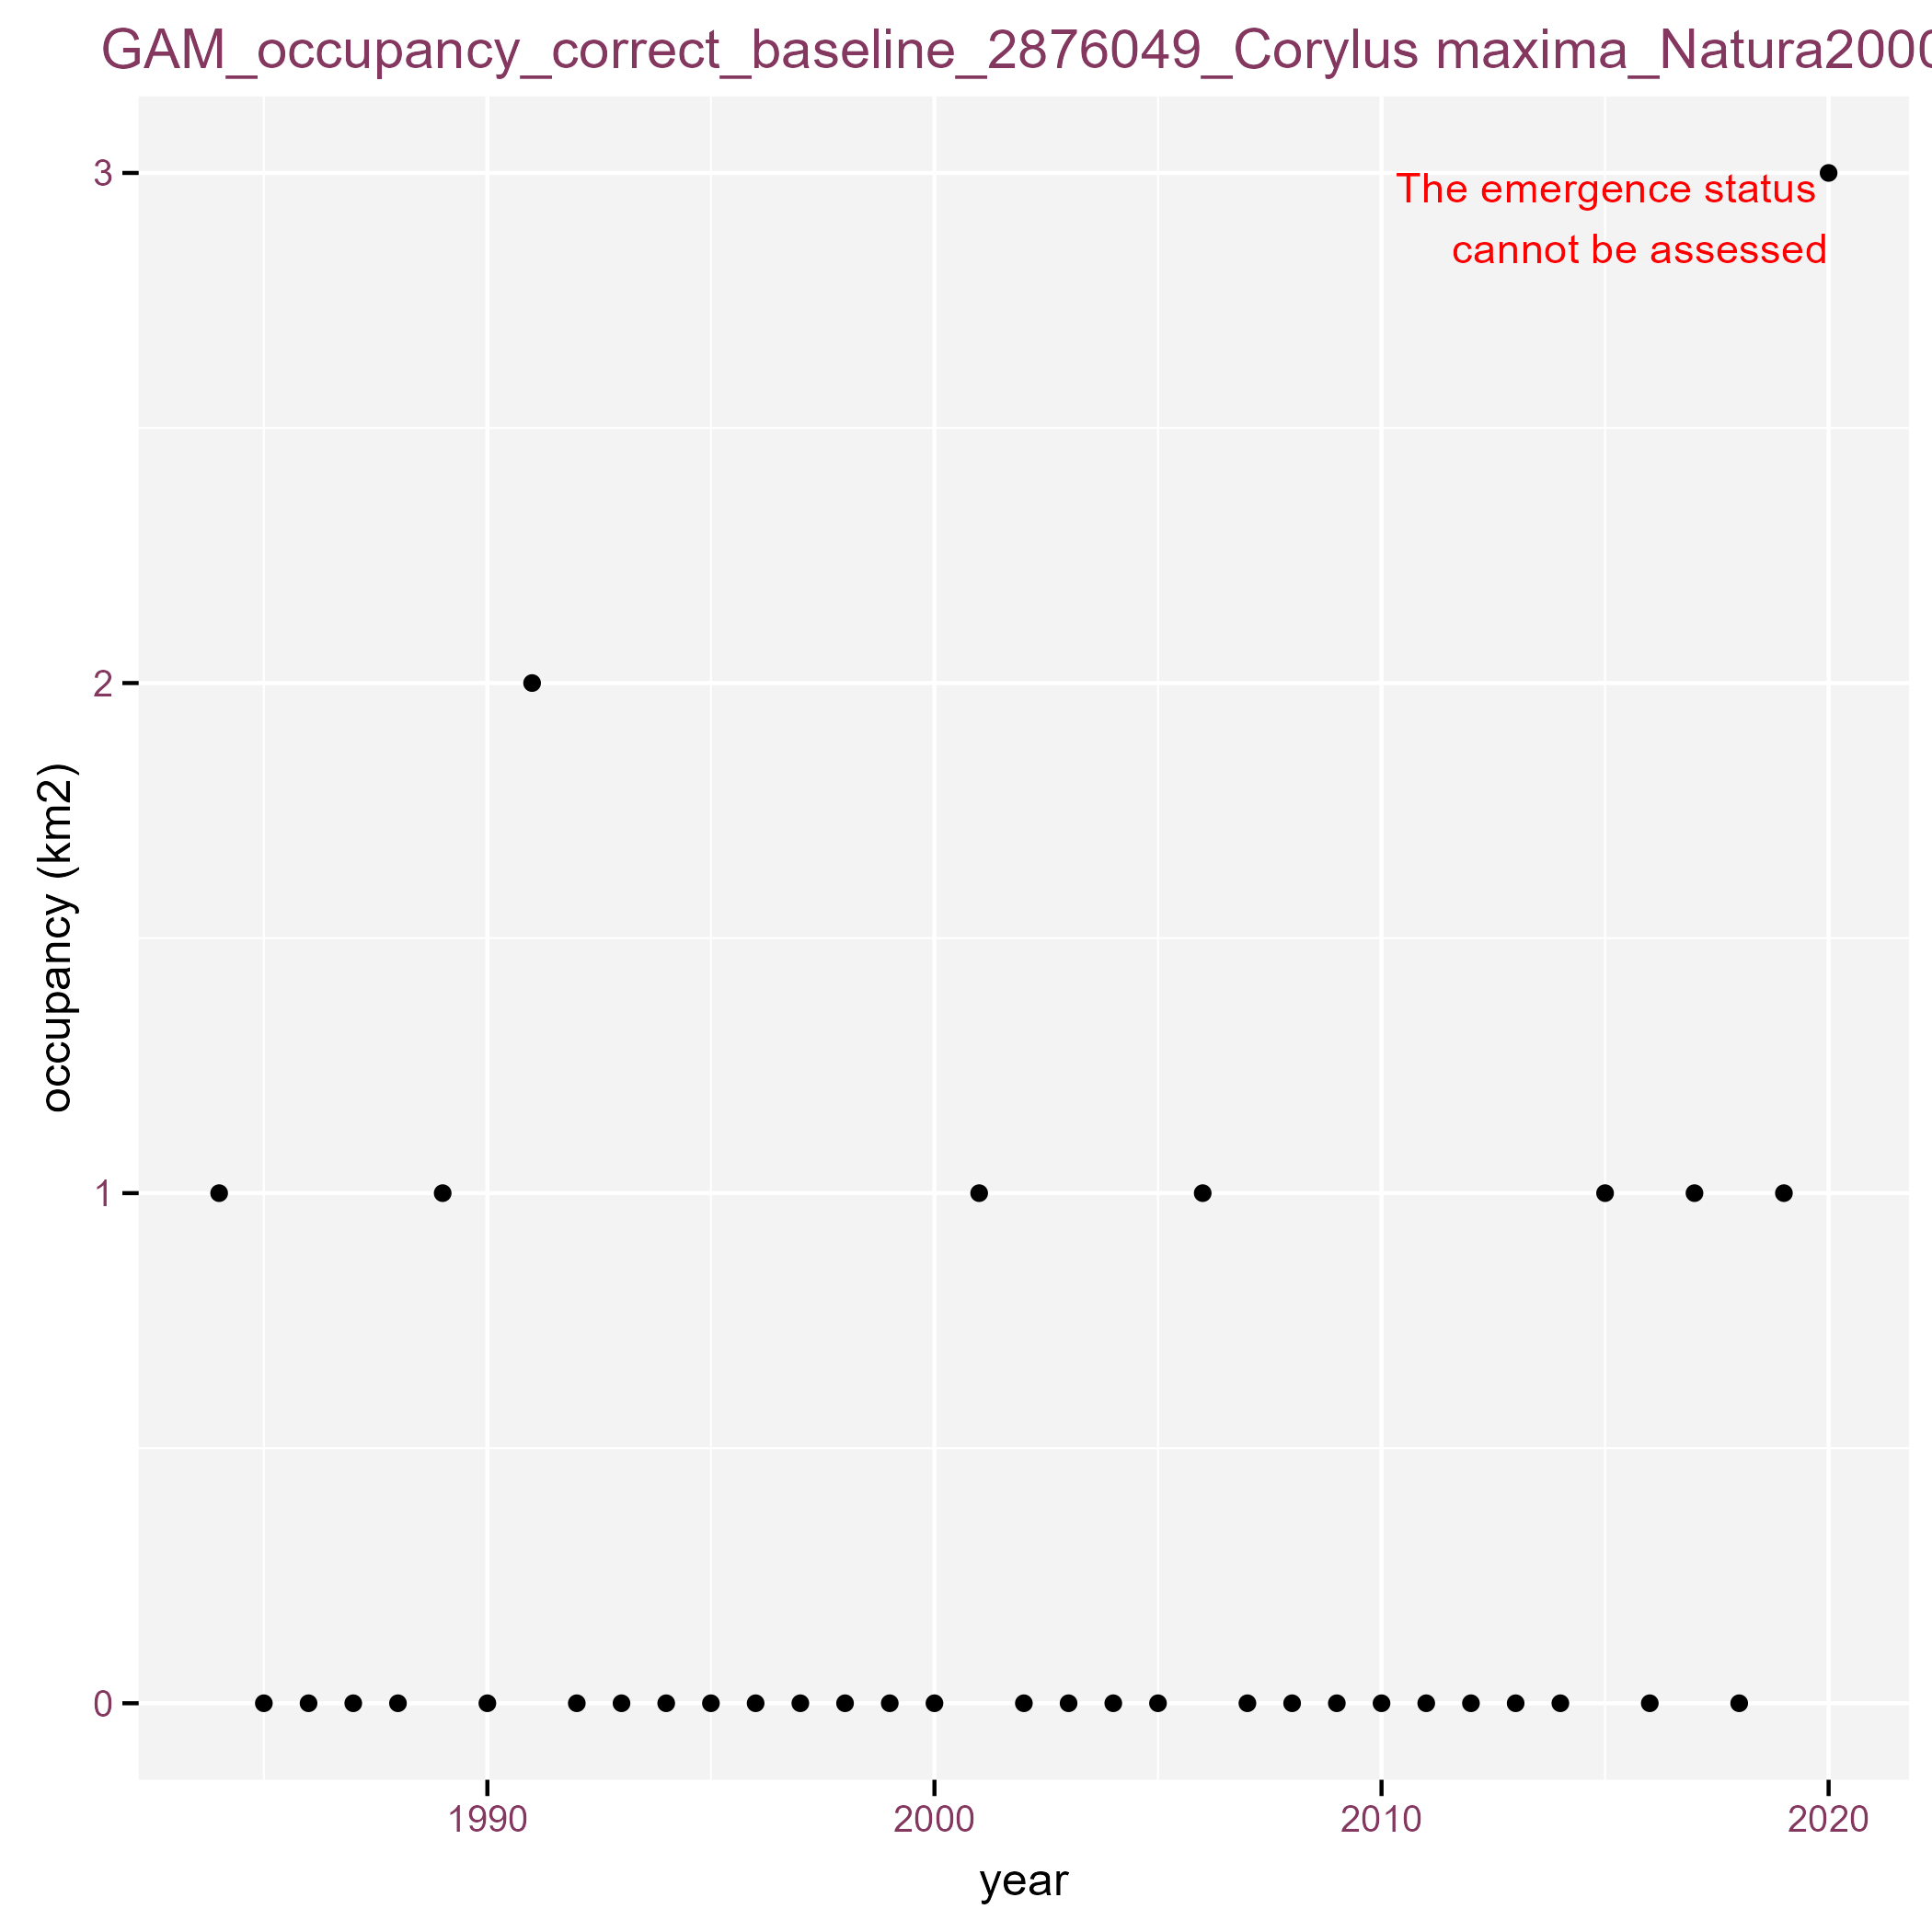 GAM_occupancy_correct_baseline_2876049_Corylus maxima_Natura2000
3
The emergence status
cannot be assessed
2
occupancy (km2)
1
0
1990 2000 2010 2020
year